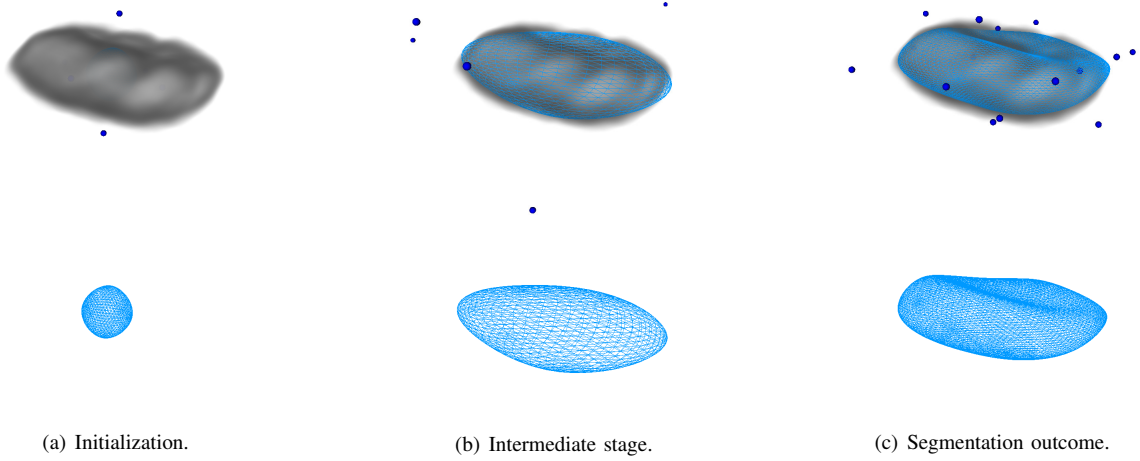 (a) Initialization.
(b) Intermediate stage.
(c) Segmentation outcome.